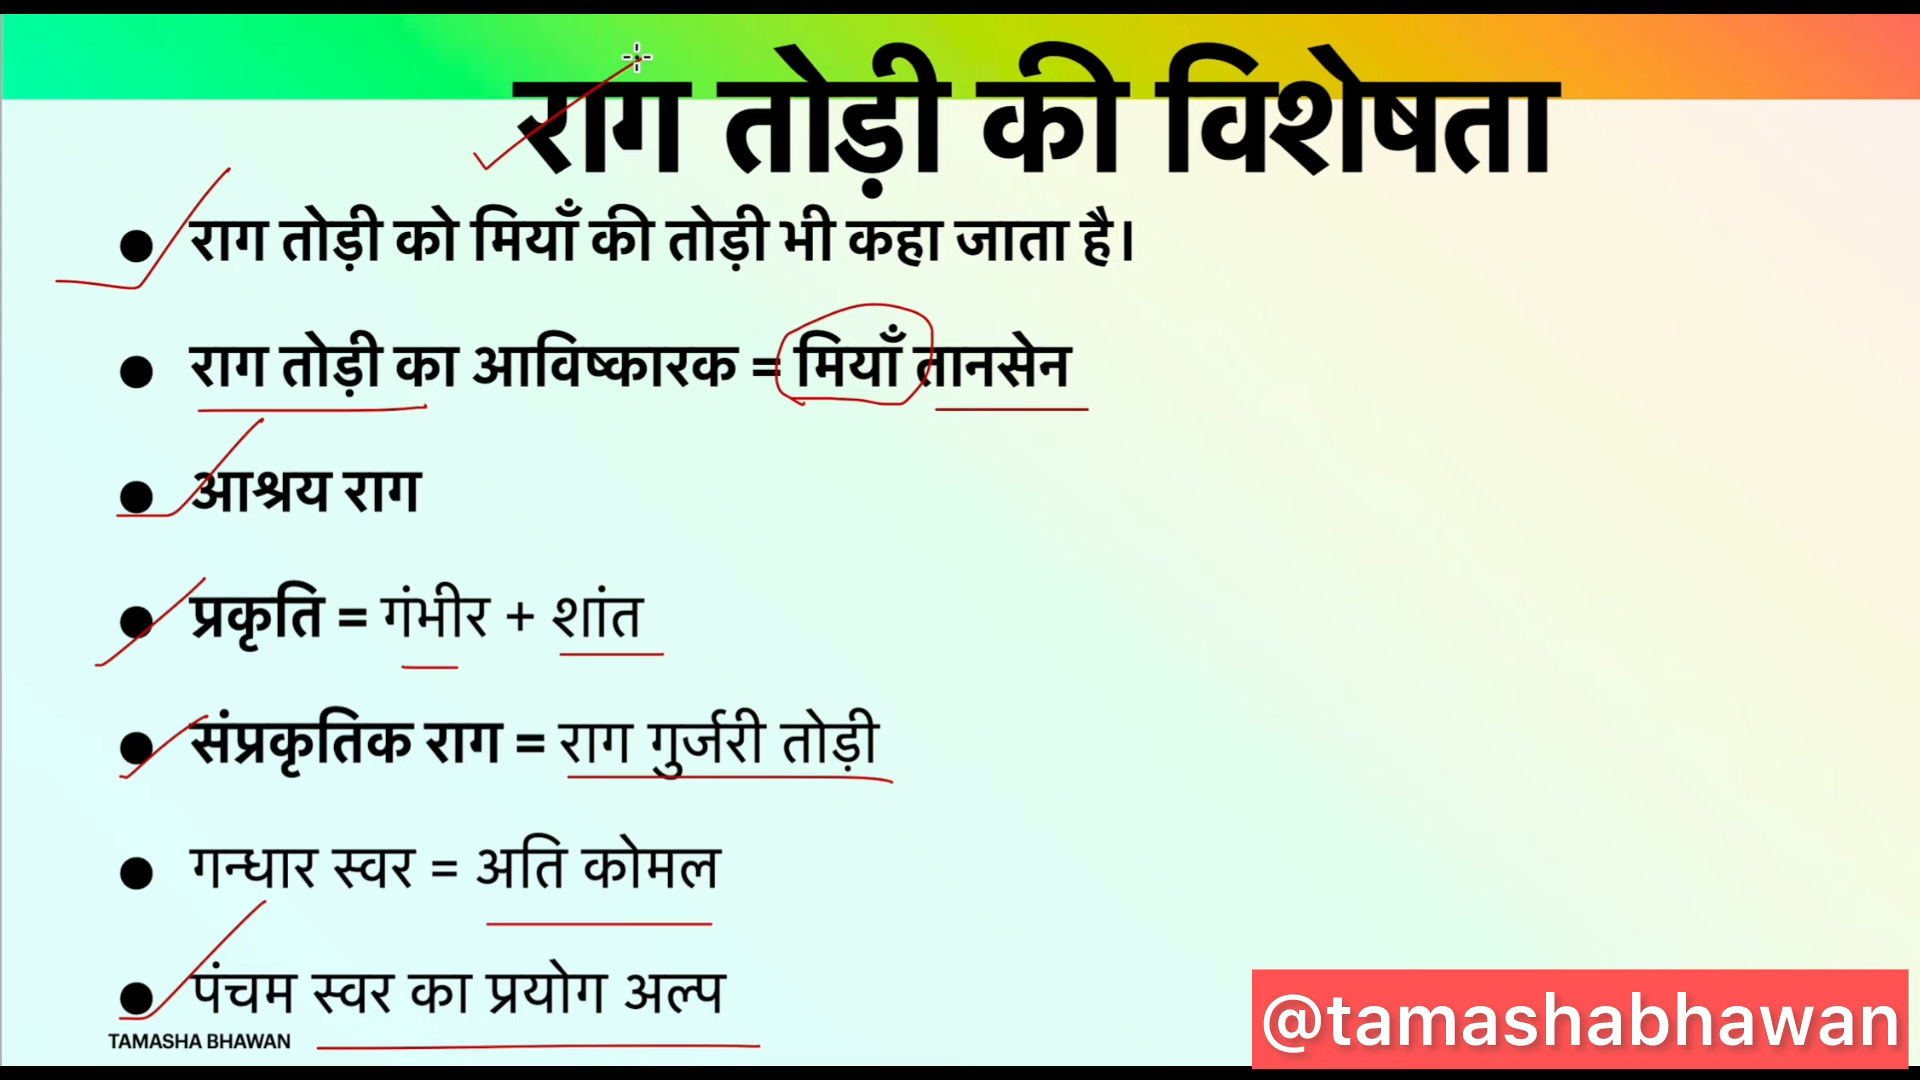 राग तोड़ी की विशेषता
राग तोड़ी को मियाँ की तोड़ी भी कहा जाता है।
राग तोड़ी का आविष्कारक = मियाँ तानसेन
आश्रय राग
प्रकृति = गंभीर + शांत
संप्रकृतिक राग = राग गुर्जरी तोड़ी
गन्धार स्वर = अति कोमल
पंचम स्वर का प्रयोग अल्प
TAMASHA BHAWAN
@tamashabhawan